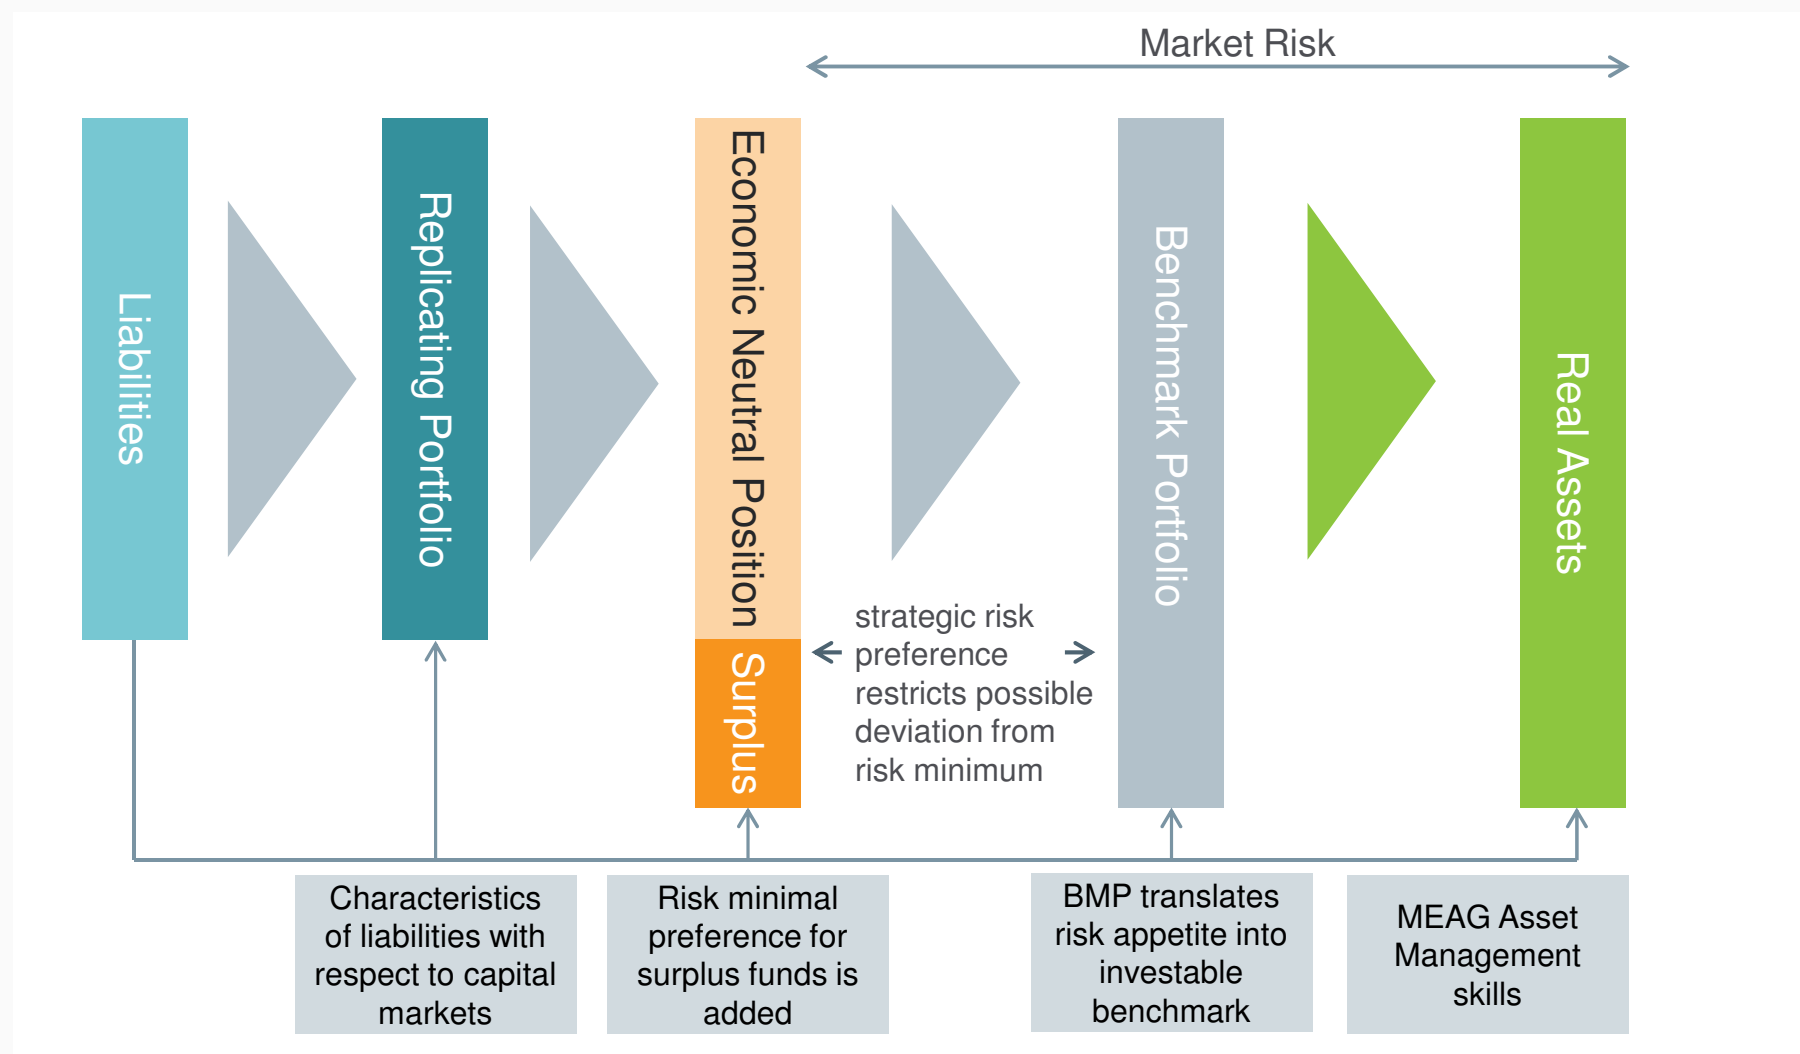 Market Risk
Liabilities
Replicating Portfolio
Economic Neutral Position
Surplus
strategic risk
preference
restricts possible
deviation from
risk minimum
Benchmark Portfolio
Real Assets
Characteristics
of liabilities with
respect to capital
markets
Risk minimal
preference for
surplus funds is
added
BMP translates
risk appetite into
investable
benchmark
MEAG Asset
Management
skills